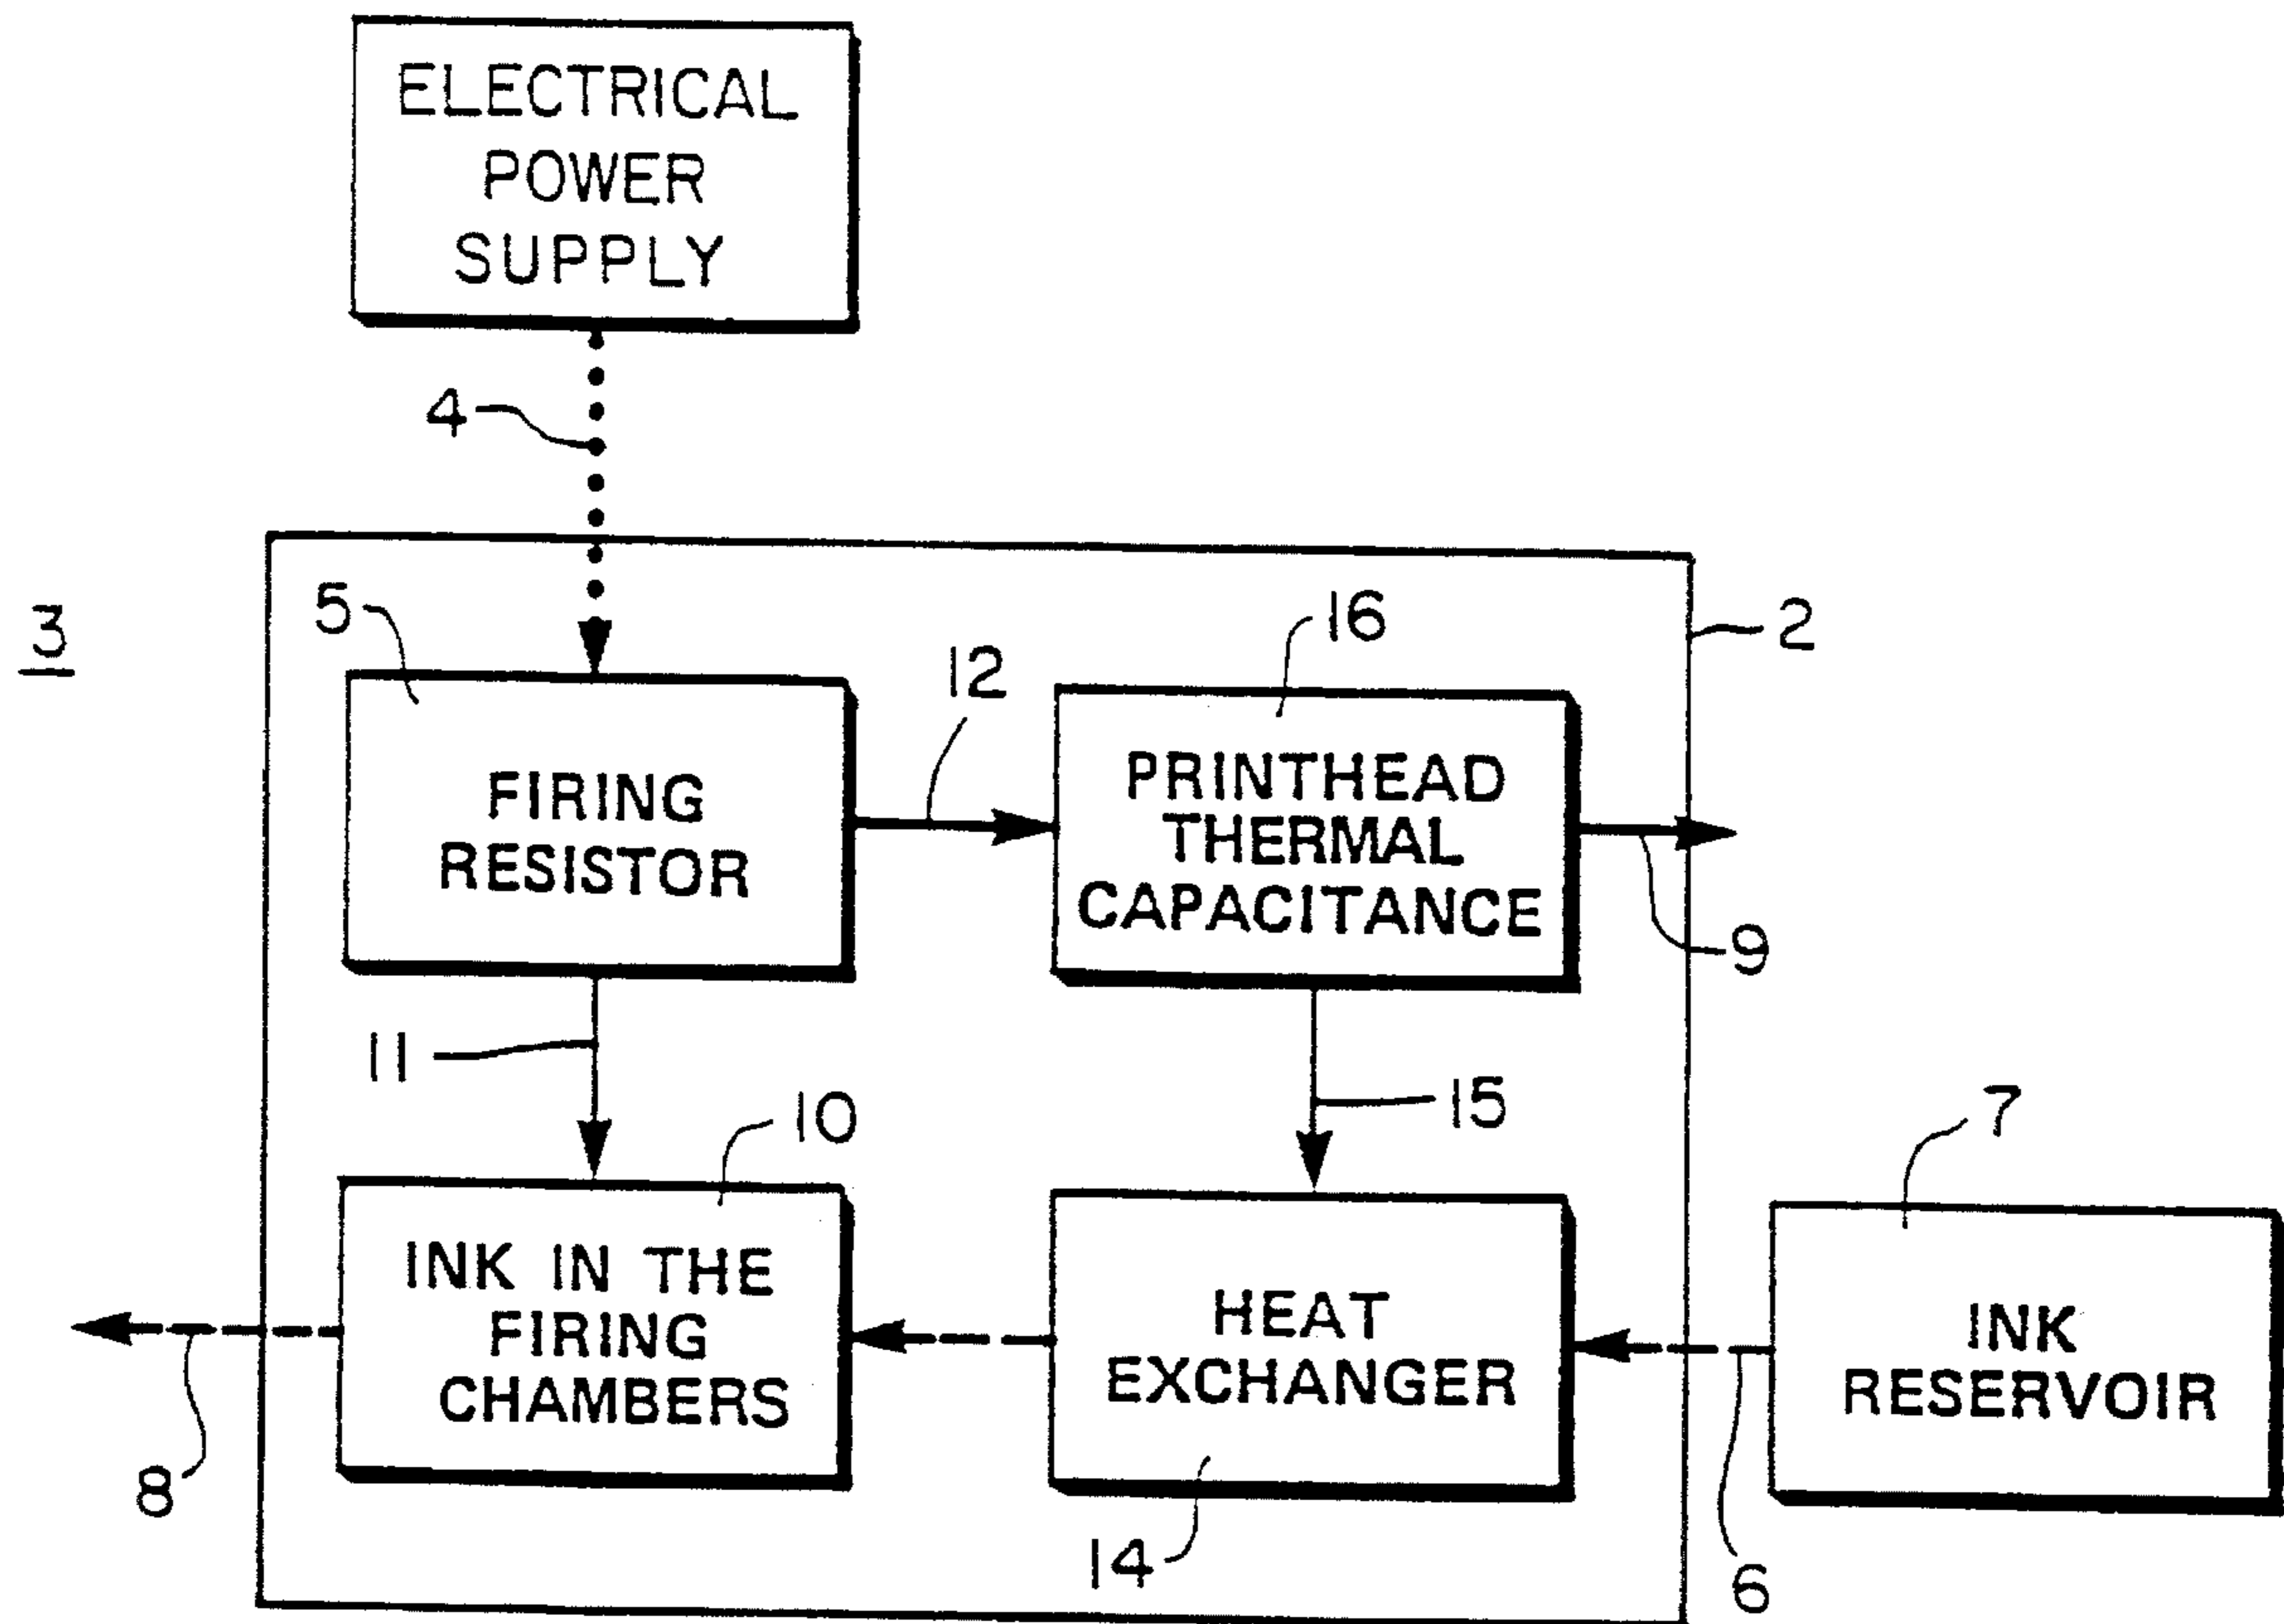 ELECTRICAL
POWER
SUPPLY
4
3
5
16
2
12
FIRING
RESISTOR
PRINTHEAD
THERMAL
CAPACITANCE
9
11
15
10
7
INK IN THE
FIRING
CHAMBERS
HEAT
EXCHANGER
INK
RESERVOIR
8
14
6